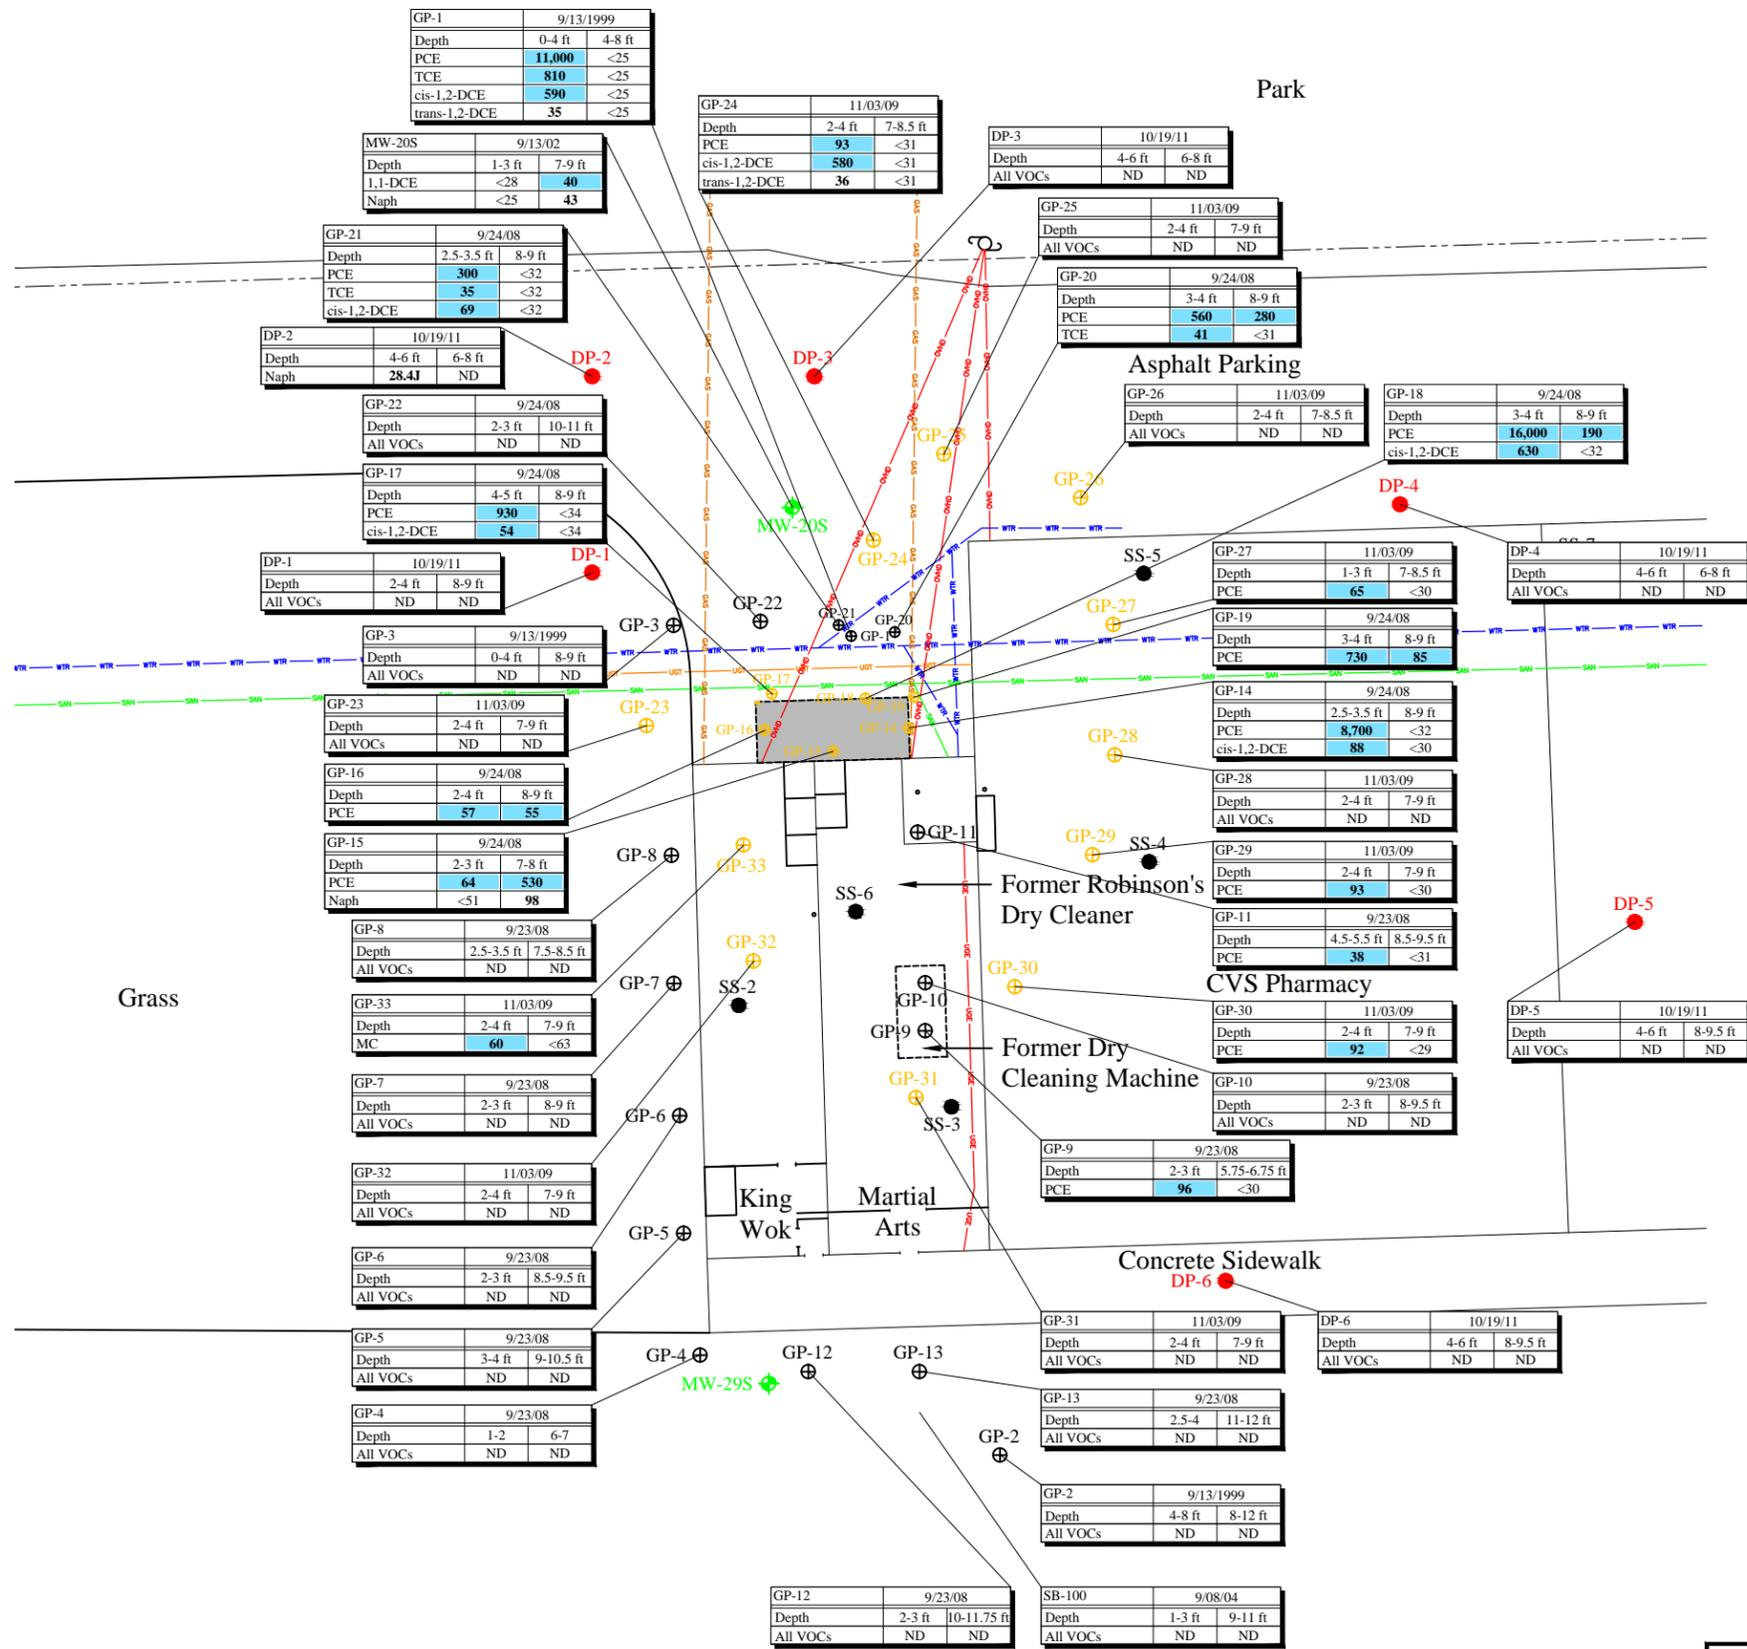 GP-1 9/13/1999
Depth 0-4 ft 4-8 ft
PCE 11,000 <25
TCE 810 <25
cis-1,2-DCE 590 <25
trans-1,2-DCE 35 <25
Park
GP-24 11/03/09
Depth 2-4 ft 7-8.5 ft
PCE 93 <31
cis-1,2-DCE 580 <31
trans-1,2-DCE 36 <31
DP-3 10/19/11
Depth 4-6 ft 6-8 ft
All VOCs ND ND
MW-20S 9/13/02
Depth 1-3 ft 7-9 ft
1,1-DCE <28 40
Naph <25 43
GP-25 11/03/09
Depth 2-4 ft 7-9 ft
All VOCs ND ND
GP-21 9/24/08
Depth 2.5-3.5 ft 8-9 ft
PCE 300 <32
TCE 35 <32
cis-1,2-DCE 69 <32
GP-20 9/24/08
Depth 3-4 ft 8-9 ft
PCE 560 280
TCE 41 <31
DP-2 10/19/11
Depth 4-6 ft 6-8 ft
Naph 28.4J ND
DP-2
DP-3
Asphalt Parking
GP-26 11/03/09
Depth 2-4 ft 7-8.5 ft
All VOCs ND ND
GP-18 9/24/08
Depth 3-4 ft 8-9 ft
PCE 16,000 190
cis-1,2-DCE 630 <32
GP-22 9/24/08
Depth 2-3 ft 10-11 ft
All VOCs ND ND
GP-25
GP-17 9/24/08
Depth 4-5 ft 8-9 ft
PCE 930 <34
cis-1,2-DCE 54 <34
GP-26
DP-4
MW-20S
GP-24
SS-5
DP-1
DP-1 10/19/11
Depth 2-4 ft 8-9 ft
All VOCs ND ND
GP-27 11/03/09
Depth 1-3 ft 7-8.5 ft
PCE 65 <30
DP-4 10/19/11
Depth 4-6 ft 6-8 ft
All VOCs ND ND
GP-22
GP-21
GP-20
GP-1
GP-3
GP-27
GP-3 9/13/1999
Depth 0-4 ft 8-9 ft
All VOCs ND ND
GP-19 9/24/08
Depth 3-4 ft 8-9 ft
PCE 730 85
WTR
SAN
UGT
GAS
OVHD
UGE
GP-17
GP-18
GP-23 11/03/09
Depth 2-4 ft 7-9 ft
All VOCs ND ND
GP-23
GP-16
GP-14
GP-14 9/24/08
Depth 2.5-3.5 ft 8-9 ft
PCE 8,700 <32
cis-1,2-DCE 88 <30
GP-28
GP-16 9/24/08
Depth 2-4 ft 8-9 ft
PCE 57 55
GP-28 11/03/09
Depth 2-4 ft 7-9 ft
All VOCs ND ND
GP-15 9/24/08
Depth 2-3 ft 7-8 ft
PCE 64 530
Naph <51 98
GP-8
GP-33
GP-11
GP-29
SS-4
GP-29 11/03/09
Depth 2-4 ft 7-9 ft
PCE 93 <30
SS-6
Former Robinson's
Dry Cleaner
DP-5
GP-11 9/23/08
Depth 4.5-5.5 ft 8.5-9.5 ft
PCE 38 <31
GP-8 9/23/08
Depth 2.5-3.5 ft 7.5-8.5 ft
All VOCs ND ND
GP-32
GP-7
SS-2
GP-10
GP-30
CVS Pharmacy
Grass
GP-33 11/03/09
Depth 2-4 ft 7-9 ft
MC 60 <63
GP-30 11/03/09
Depth 2-4 ft 7-9 ft
PCE 92 <29
DP-5 10/19/11
Depth 4-6 ft 8-9.5 ft
All VOCs ND ND
GP-9
Former Dry
Cleaning Machine
GP-7 9/23/08
Depth 2-3 ft 8-9 ft
All VOCs ND ND
GP-31
SS-3
GP-10 9/23/08
Depth 2-3 ft 8-9.5 ft
All VOCs ND ND
GP-6
GP-9 9/23/08
Depth 2-3 ft 5.75-6.75 ft
PCE 96 <30
GP-32 11/03/09
Depth 2-4 ft 7-9 ft
All VOCs ND ND
King
Wok
Martial
Arts
GP-5
GP-6 9/23/08
Depth 2-3 ft 8.5-9.5 ft
All VOCs ND ND
Concrete Sidewalk
DP-6
GP-31 11/03/09
Depth 2-4 ft 7-9 ft
All VOCs ND ND
DP-6 10/19/11
Depth 4-6 ft 8-9.5 ft
All VOCs ND ND
GP-5 9/23/08
Depth 3-4 ft 9-10.5 ft
All VOCs ND ND
GP-4
GP-12
GP-13
MW-29S
GP-13 9/23/08
Depth 2.5-4 11-12 ft
All VOCs ND ND
GP-4 9/23/08
Depth 1-2 6-7
All VOCs ND ND
GP-2
GP-2 9/13/1999
Depth 4-8 ft 8-12 ft
All VOCs ND ND
GP-12 9/23/08
Depth 2-3 ft 10-11.75 ft
All VOCs ND ND
SB-100 9/08/04
Depth 1-3 ft 9-11 ft
All VOCs ND ND